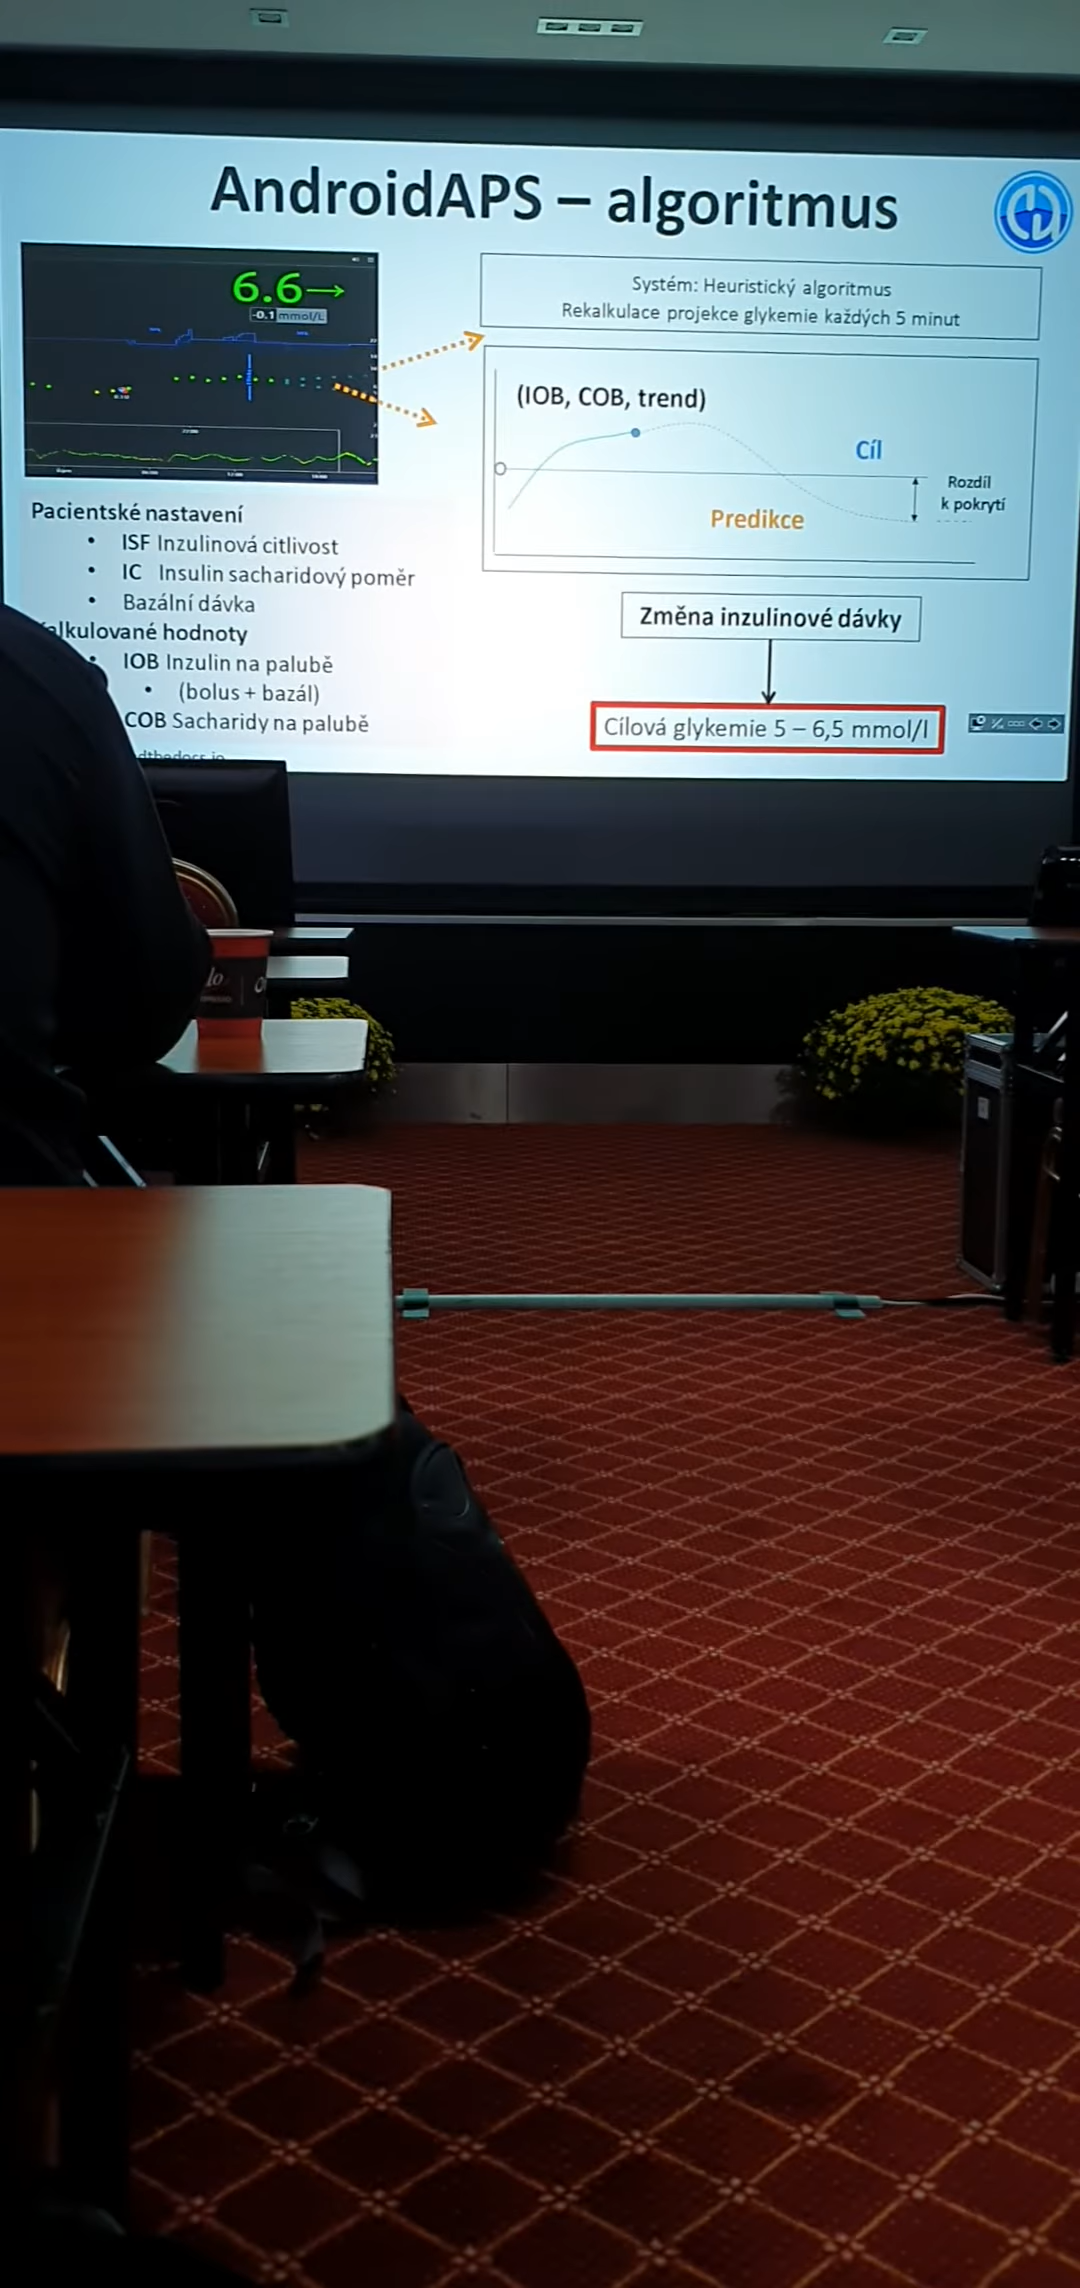 AndroidAPS – algoritmus
6.6→
-0.1 mmol/L
Systém: Heuristický algoritmus
Rekalkulace projekce glykemie každých 5 minut
(IOB, COB, trend)
Cíl
Rozdíl
k pokrytí
Predikce
Pacientské nastavení
• ISF Inzulinová citlivost
• IC Insulin sacharidový poměr
• Bazální dávka
hodnoty
• IOB Inzulin na palubě
• (bolus + bazál)
COB Sacharidy na palubě
Změna inzulinové dávky
Cílová glykemie 5 – 6,5 mmol/l